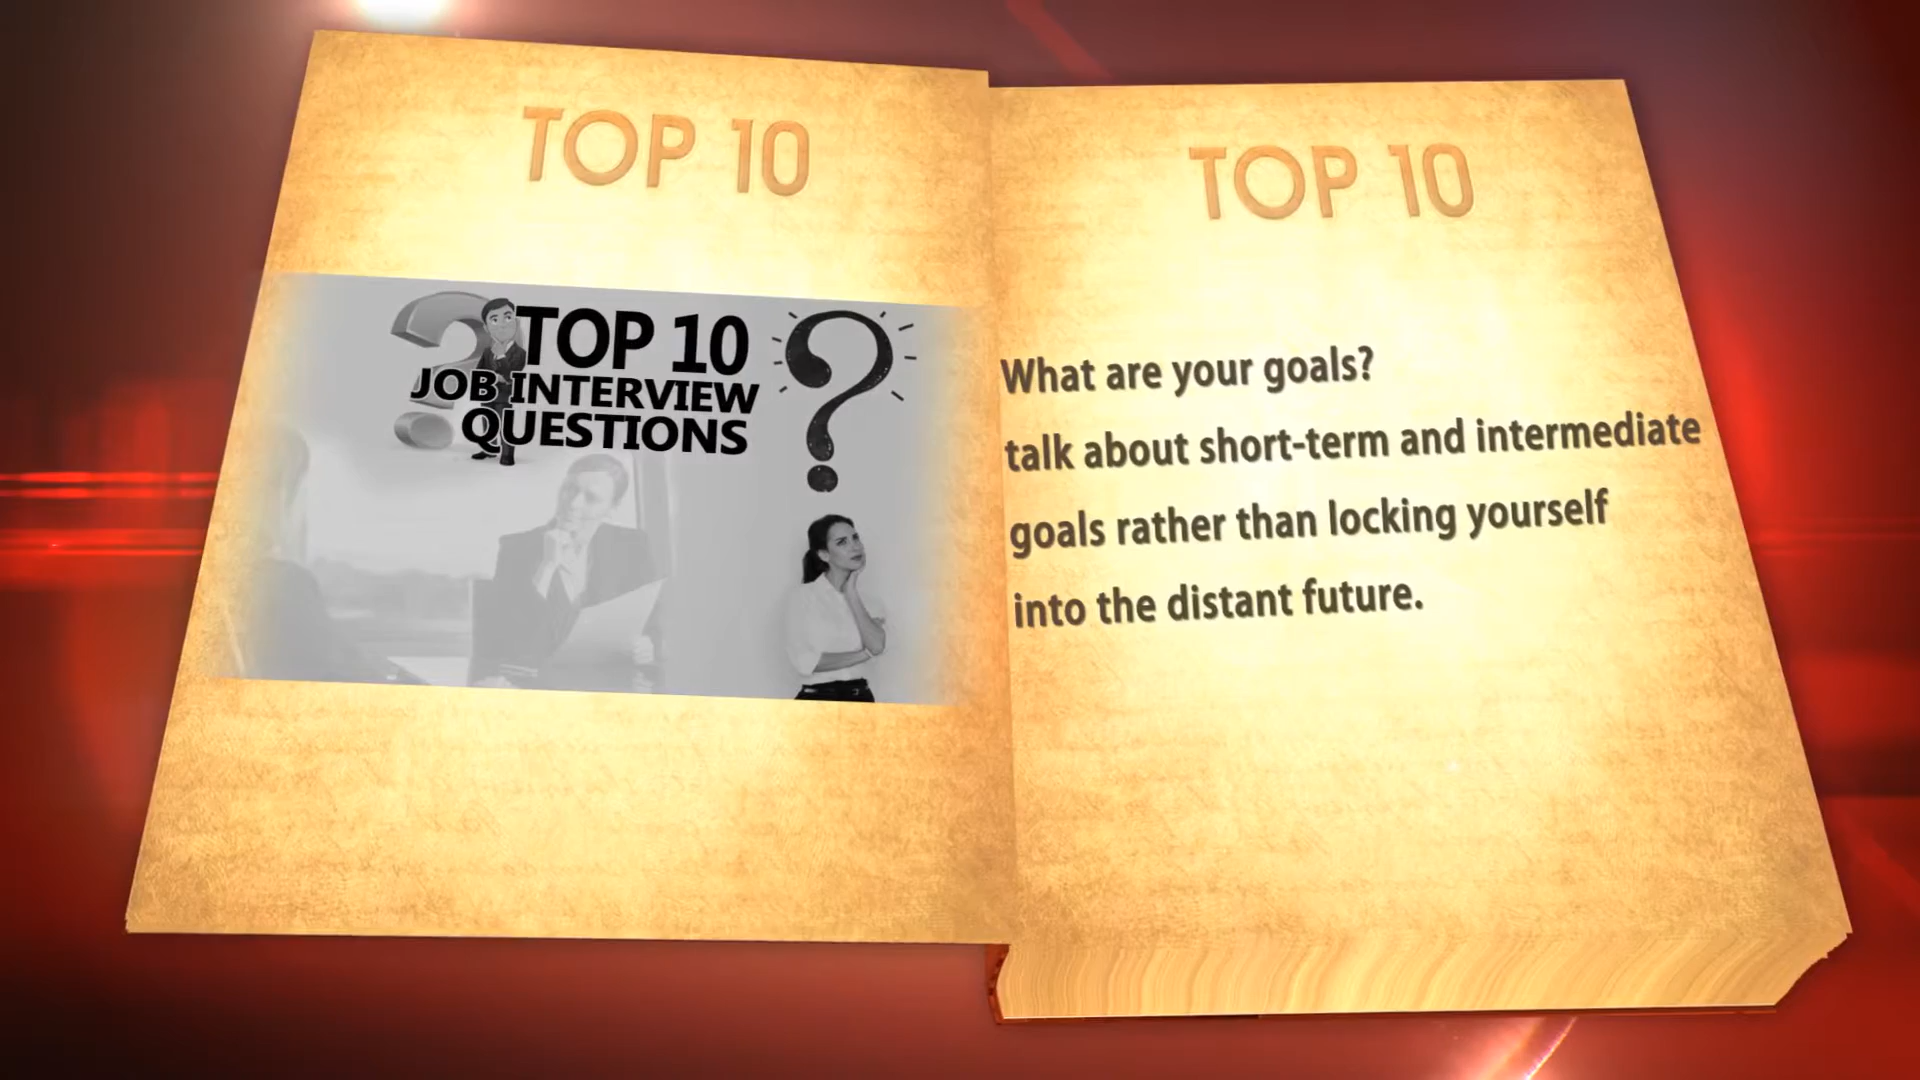 TOP 10
TOP 10
JOB INTERVIEW
QUESTIONS
TOP 10
What are your goals?
talk about short-term and intermediate
goals rather than locking yourself
into the distant future.